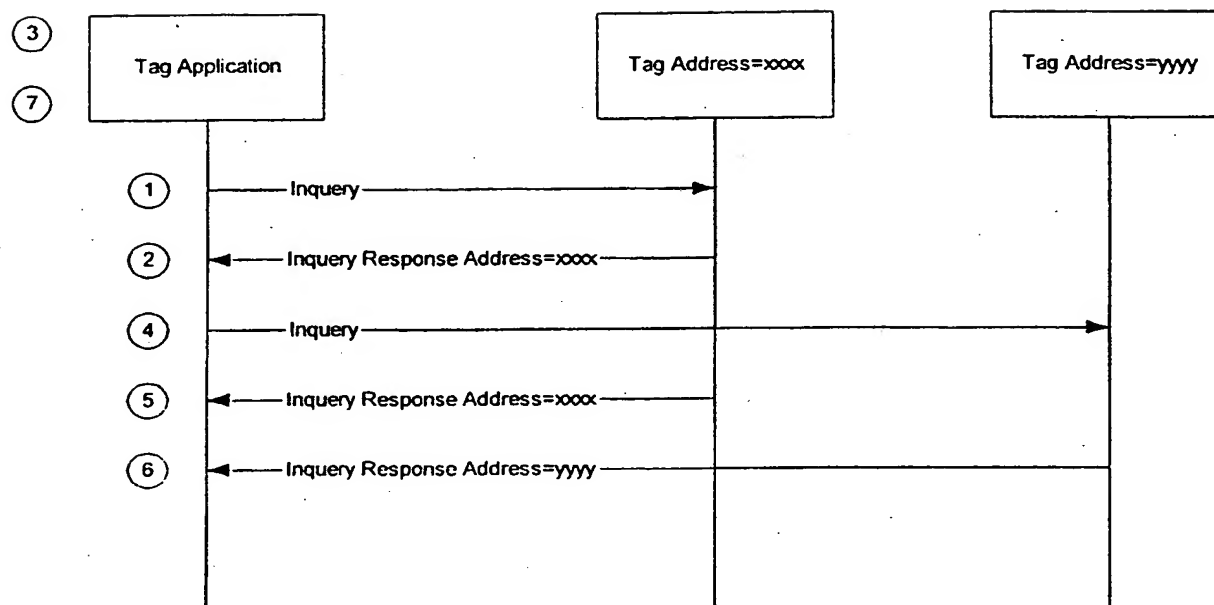 3
Tag Application
Tag Address=xxxx
Tag Address=yyyy
7
1
Inquery
2
Inquery Response Address=xxxx
4
Inquery
5
Inquery Response Address=xxxx
6
Inquery Response Address=yyyy